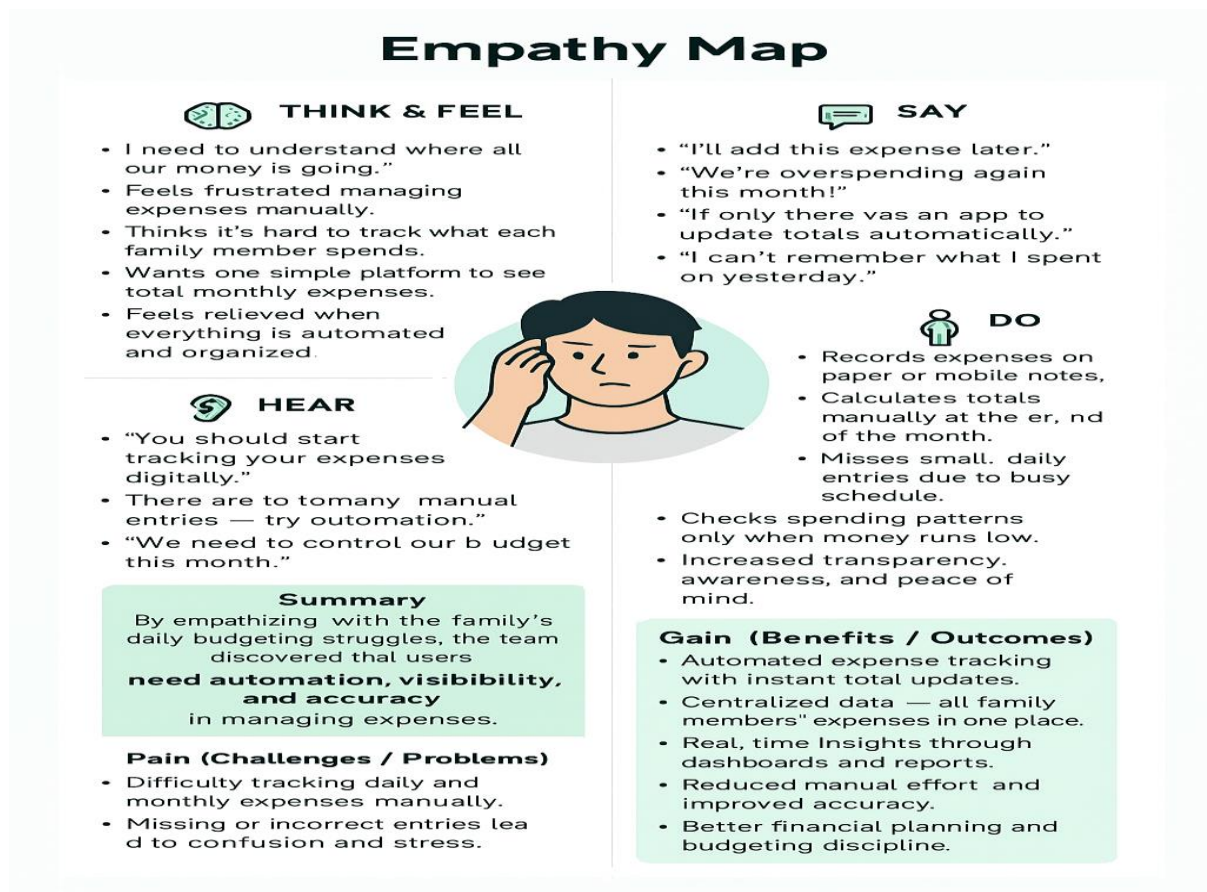 Empathy Map
THINK & FEEL
• I need to understand where all
our money is going.”
• Feels frustrated managing
expenses manually.
• Thinks it’s hard to track what each
family member spends.
• Wants one simple platform to see
total monthly expenses.
• Feels relieved when
everything is automated
and organized.
HEAR
• “You should start
tracking your expenses
digitally.”
• There are to tomany manual
entries — try outomation.”
• “We need to control our b udget
this month.”
Summary
By empathizing with the family’s
daily budgeting struggles, the team
discovered thal users
need automation, visibibility,
and accuracy
in managing expenses.
Pain (Challenges / Problems)
• Difficulty tracking daily and
monthly expenses manually.
• Missing or incorrect entries lea
d to confusion and stress.
SAY
• “I’ll add this expense later.”
• “We’re overspending again
this month!”
• “If only there vas an app to
update totals automatically.”
• “I can’t remember what I spent
on yesterday.”
DO
• Records expenses on
paper or mobile notes,
• Calculates totals
manually at the er, nd
of the month.
• Misses small. daily
entries due to busy
schedule.
• Checks spending patterns
only when money runs low.
• Increased transparency.
awareness, and peace of
mind.
Gain (Benefits / Outcomes)
• Automated expense tracking
with instant total updates.
• Centralized data — all family
members" expenses in one place.
• Real, time Insights through
dashboards and reports.
• Reduced manual effort and
improved accuracy.
• Better financial planning and
budgeting discipline.